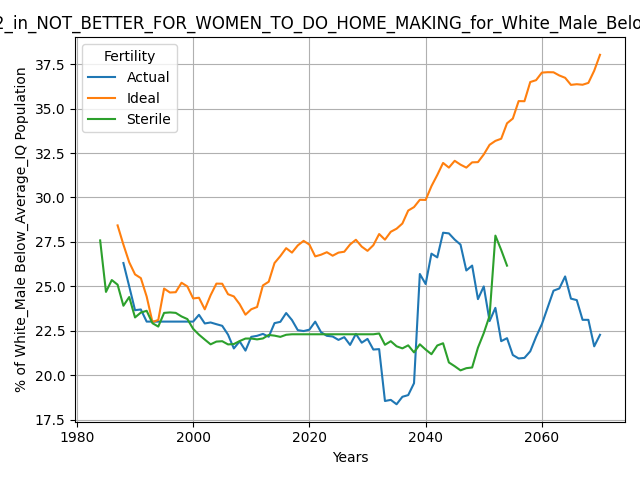 2_in_NOT_BETTER_FOR_WOMEN_TO_DO_HOME_MAKING_for_White_Male_Belo
Fertility
Actual
Ideal
Sterile
% of White_Male Below_Average_IQ Population
37.5
35.0
32.5
30.0
27.5
25.0
22.5
20.0
17.5
1980
2000
2020
2040
2060
Years